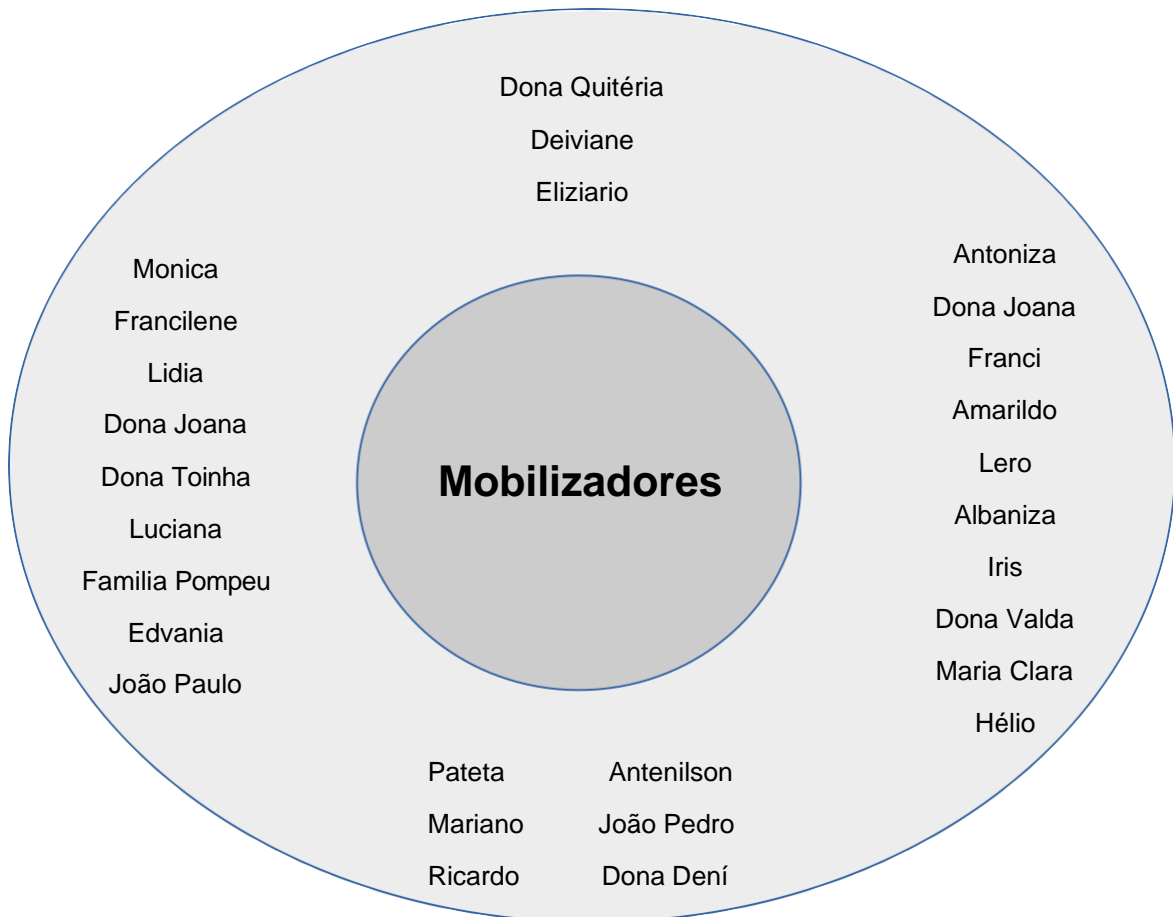 Dona Quitéria
Deiviane
Eliziario
Monica
Francilene
Lidia
Dona Joana
Dona Toinha
Luciana
Familia Pompeu
Edvania
João Paulo
Mobilizadores
Antoniza
Dona Joana
Franci
Amarildo
Lero
Albaniza
Iris
Dona Valda
Maria Clara
Hélio
Pateta Antenilson
Mariano João Pedro
Ricardo Dona Dení